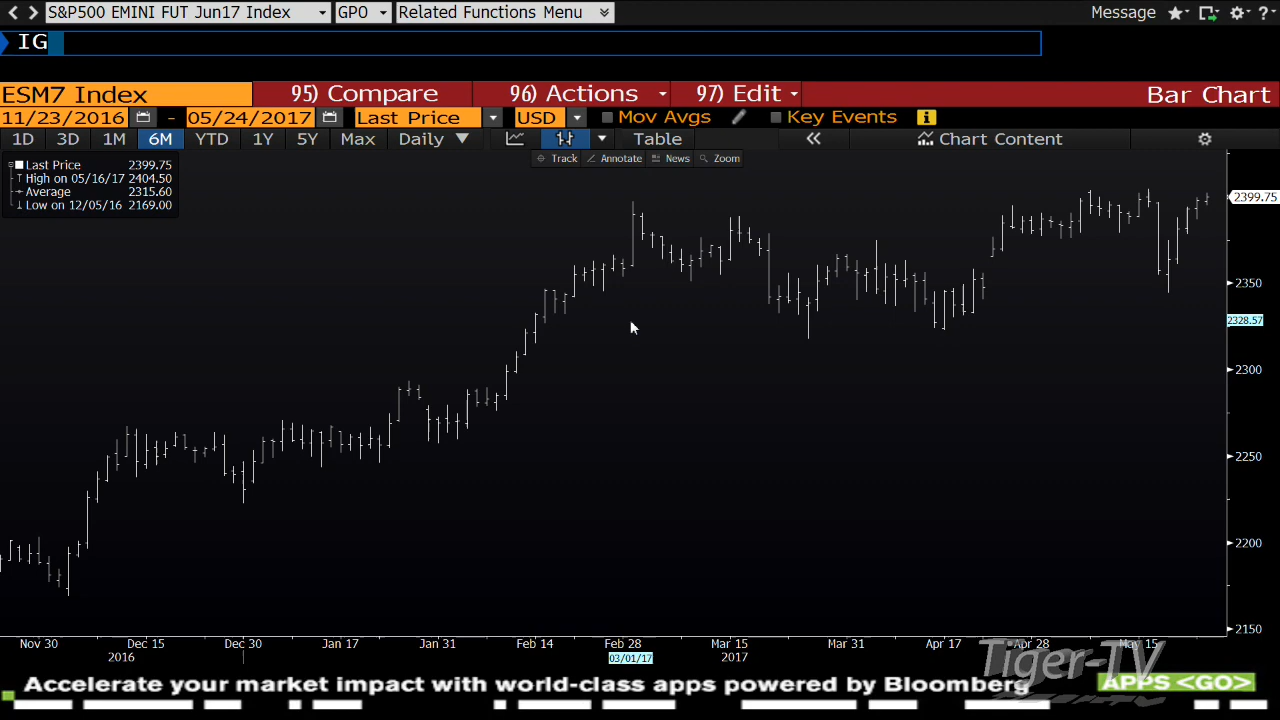 S&P500 EMINI FUT Jun17 Index GPO Related Functions Menu Message
IG
ESM7 Index 95) Compare 96) Actions 97) Edit Bar Chart
11/23/2016 - 05/24/2017 Last Price USD Mov Avgs Key Events
1D 3D 1M 6M YTD 1Y 5Y Max Daily Table Chart Content
Track Annotate News Zoom
Last Price 2399.75
High on 05/16/17 2404.50
Average 2315.60
Low on 12/05/16 2169.00
2399.75
2350
2328.57
2300
2250
2200
2150
Nov 30 Dec 15 Dec 30 Jan 17 Jan 31 Feb 14 Feb 28 Mar 15 Mar 31 Apr 17 Apr 28 May 15
2016 03/01/17 2017
Tiger-TV
Accelerate your market impact with world-class apps powered by Bloomberg APPS <GO>